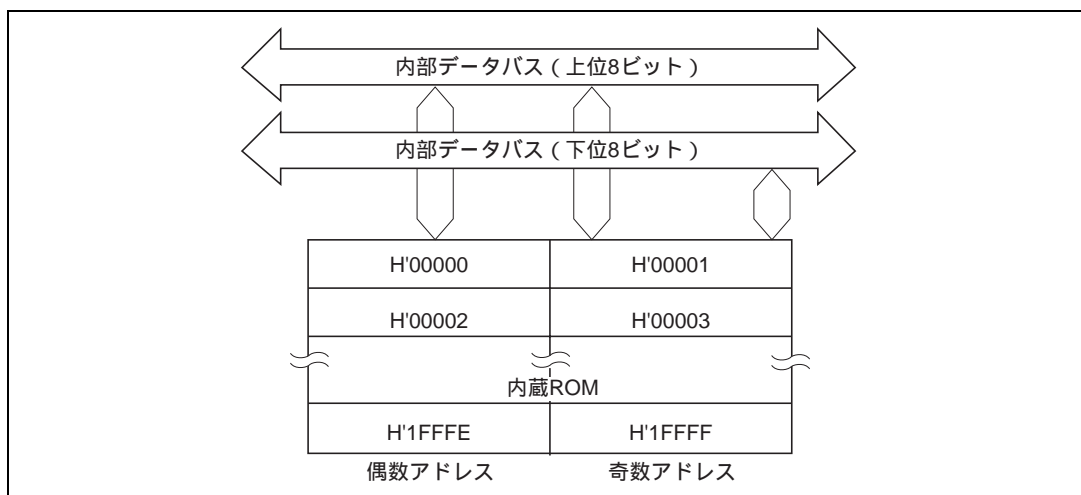 内部データバス（上位8ビット）
内部データバス（下位8ビット）
H'00000 H'00001
H'00002 H'00003
内蔵ROM
H'1FFFE H'1FFFF
偶数アドレス 奇数アドレス